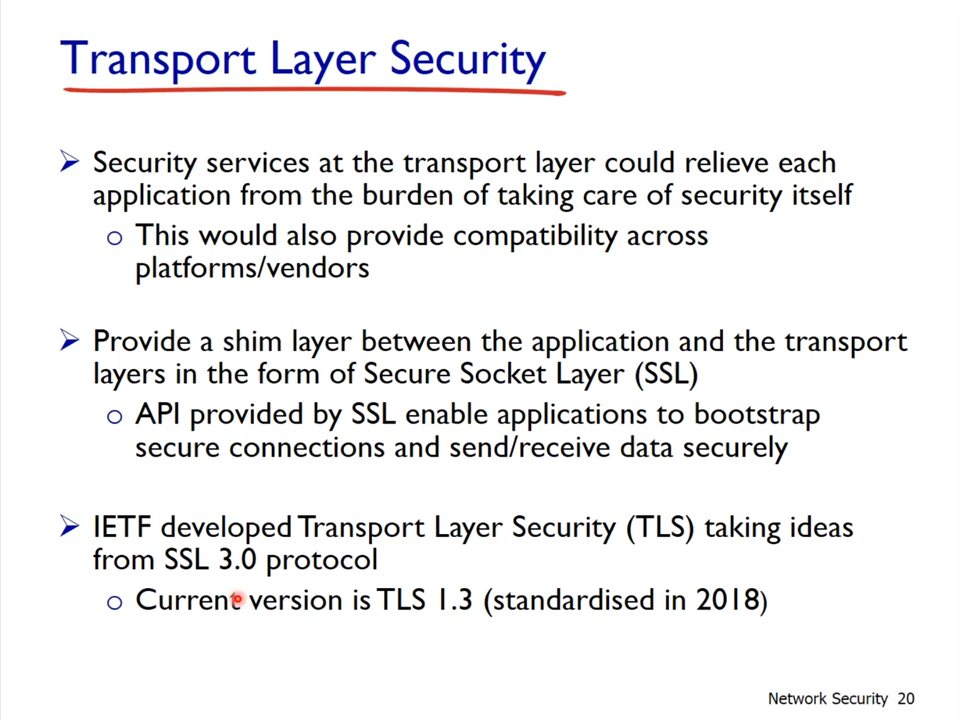 Transport Layer Security
➢ Security services at the transport layer could relieve each
application from the burden of taking care of security itself
o This would also provide compatibility across
platforms/vendors
➢ Provide a shim layer between the application and the transport
layers in the form of Secure Socket Layer (SSL)
o API provided by SSL enable applications to bootstrap
secure connections and send/receive data securely
➢ IETF developed Transport Layer Security (TLS) taking ideas
from SSL 3.0 protocol
o Current version is TLS 1.3 (standardised in 2018)
Network Security 20